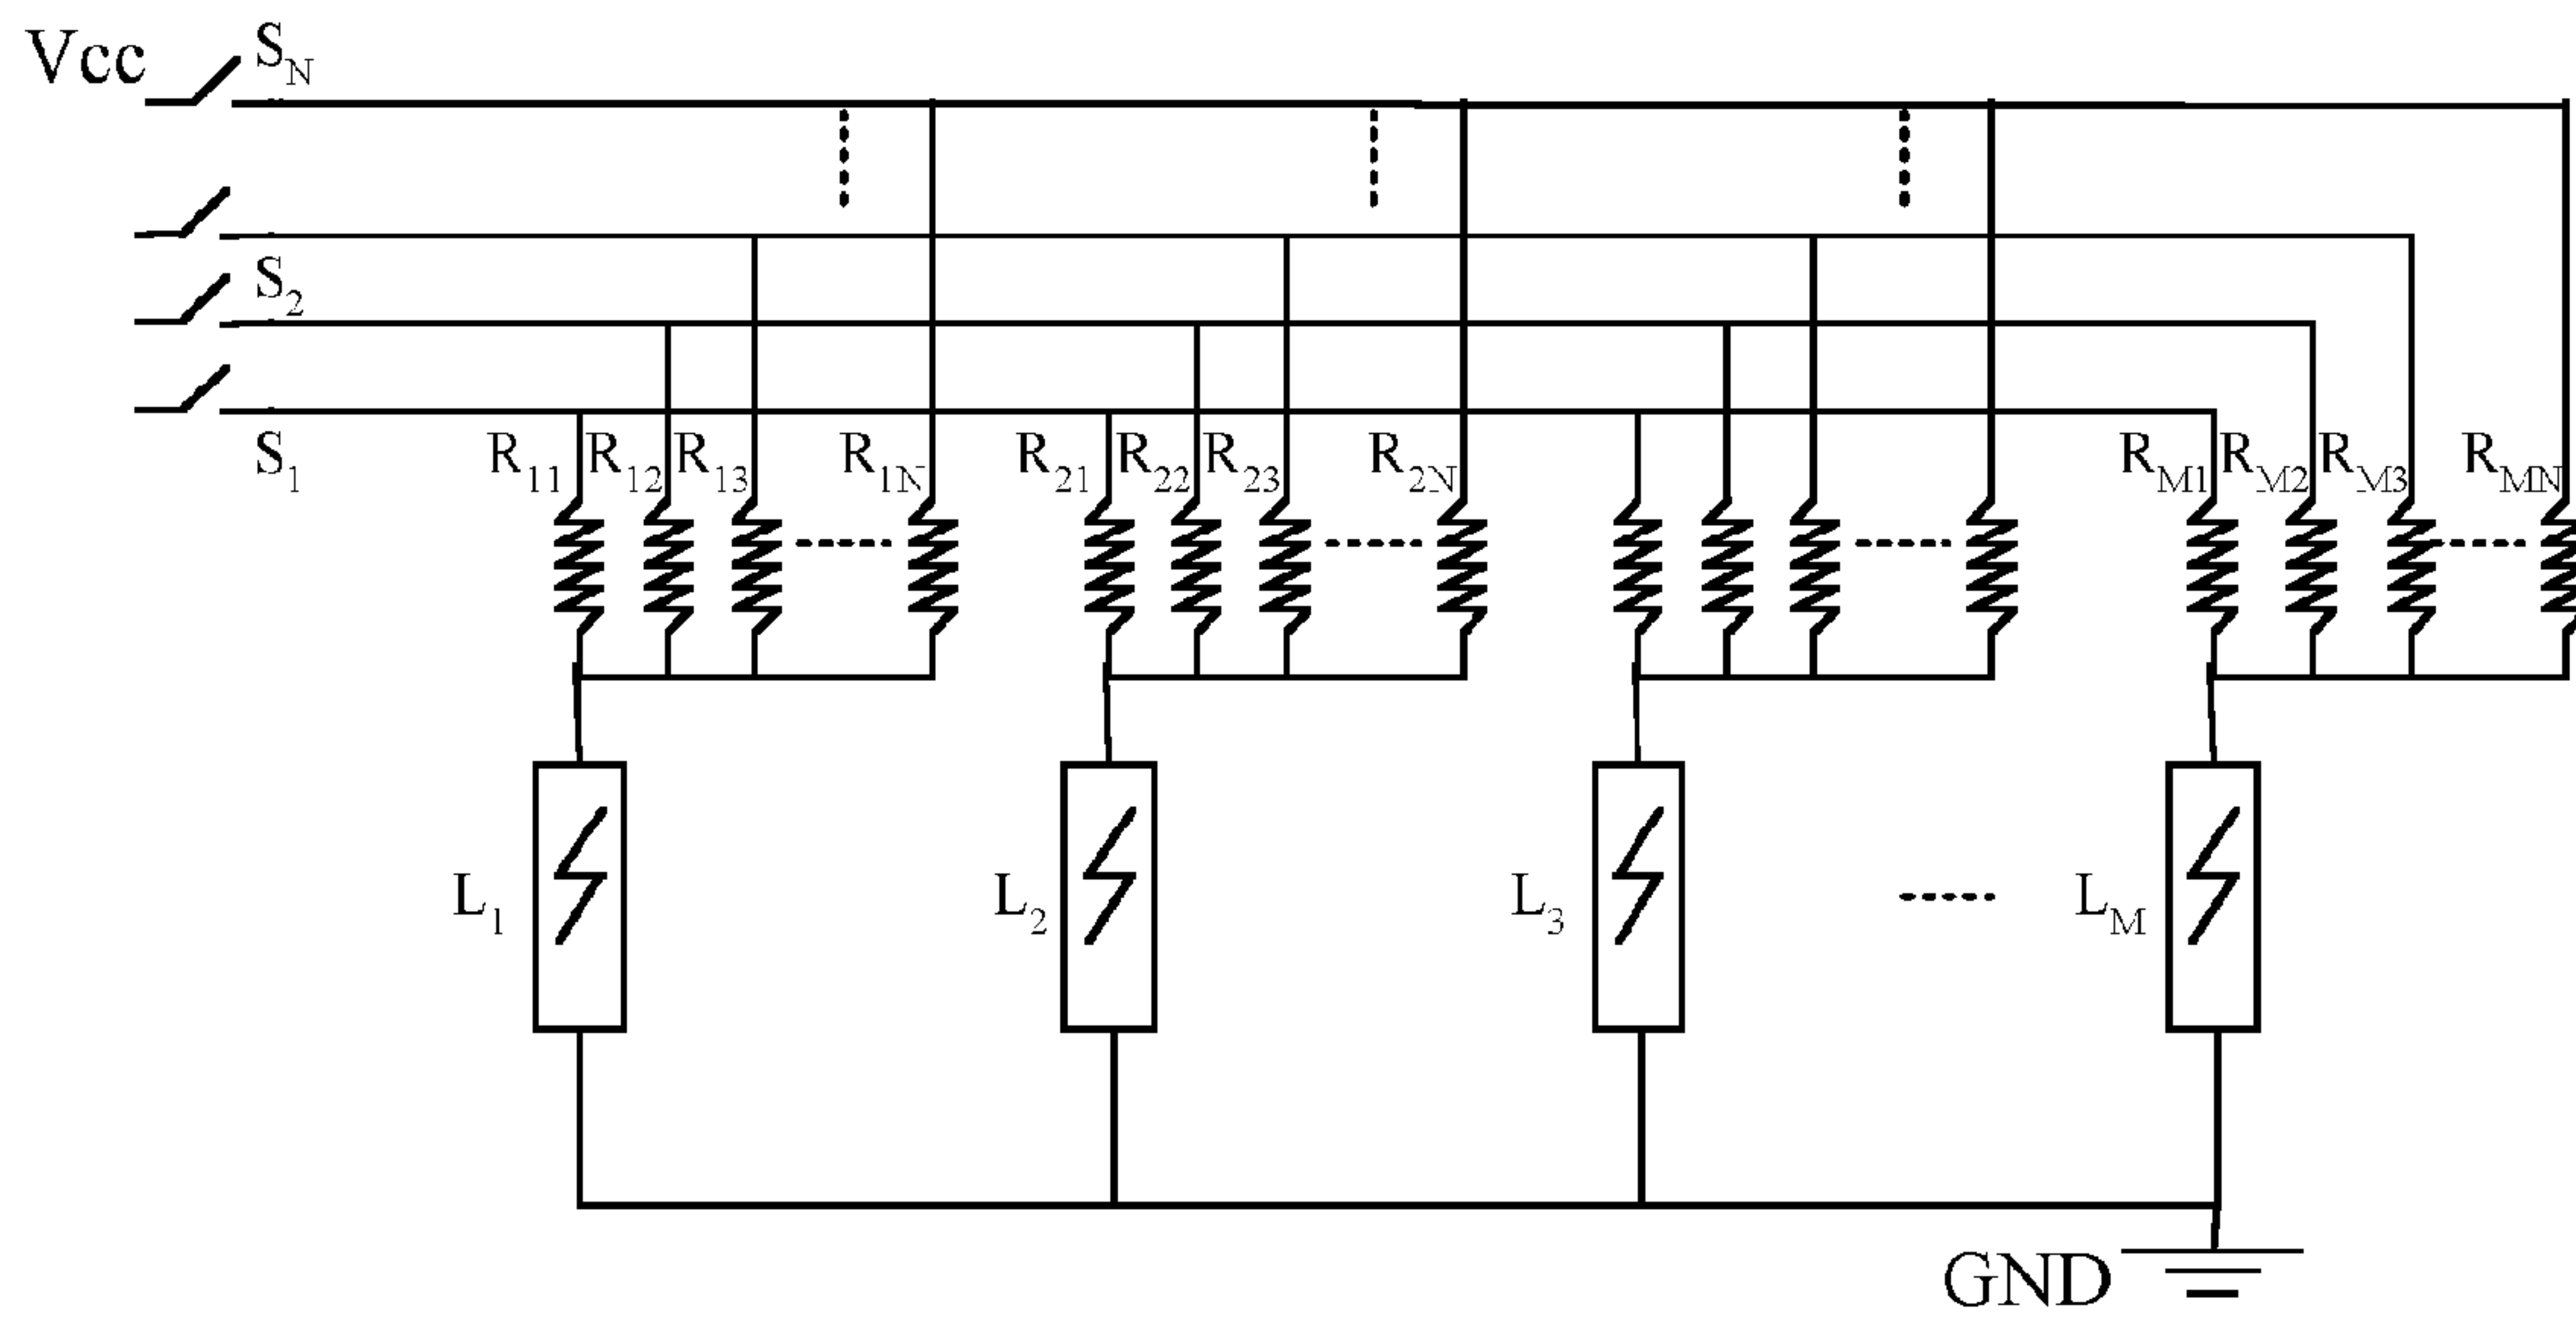 Vcc S_N
S_2
S_1 R_11 R_12 R_13 R_1N R_21 R_22 R_23 R_2N R_M1 R_M2 R_M3 R_MN
L_1 L_2 L_3 L_M
GND